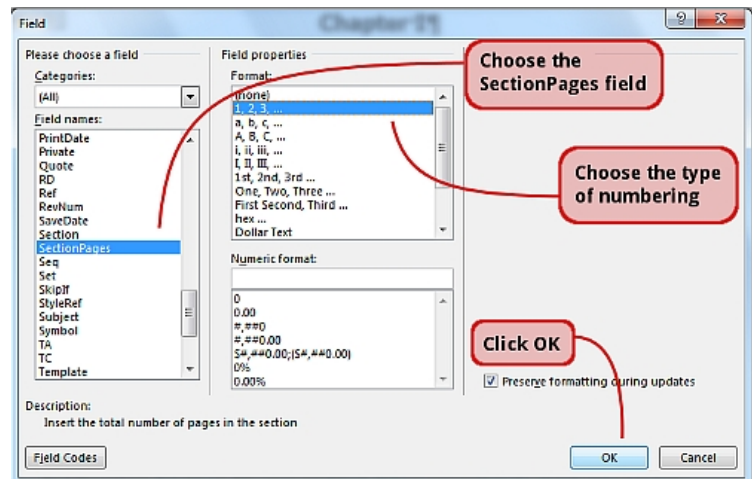 Chapter 1¶
Field
Please choose a field
Categories:
(All)
Field names:
PrintDate
Private
Quote
RD
Ref
RevNum
SaveDate
Section
SectionPages
Seq
Set
SkipIf
StyleRef
Subject
Symbol
TA
TC
Template
Field properties
Format:
(none)
1, 2, 3, ...
a, b, c, ...
A, B, C, ...
i, ii, iii, ...
I, II, III, ...
1st, 2nd, 3rd ...
One, Two, Three ...
First Second, Third ...
hex ...
Dollar Text
Numeric format:
0
0.00
#,##0
#,##0.00
$#,##0.00;($#,##0.00)
0%
0.00%
Choose the
SectionPages field
Choose the type
of numbering
Click OK
Preserve formatting during updates
Description:
Insert the total number of pages in the section
Field Codes
OK
Cancel